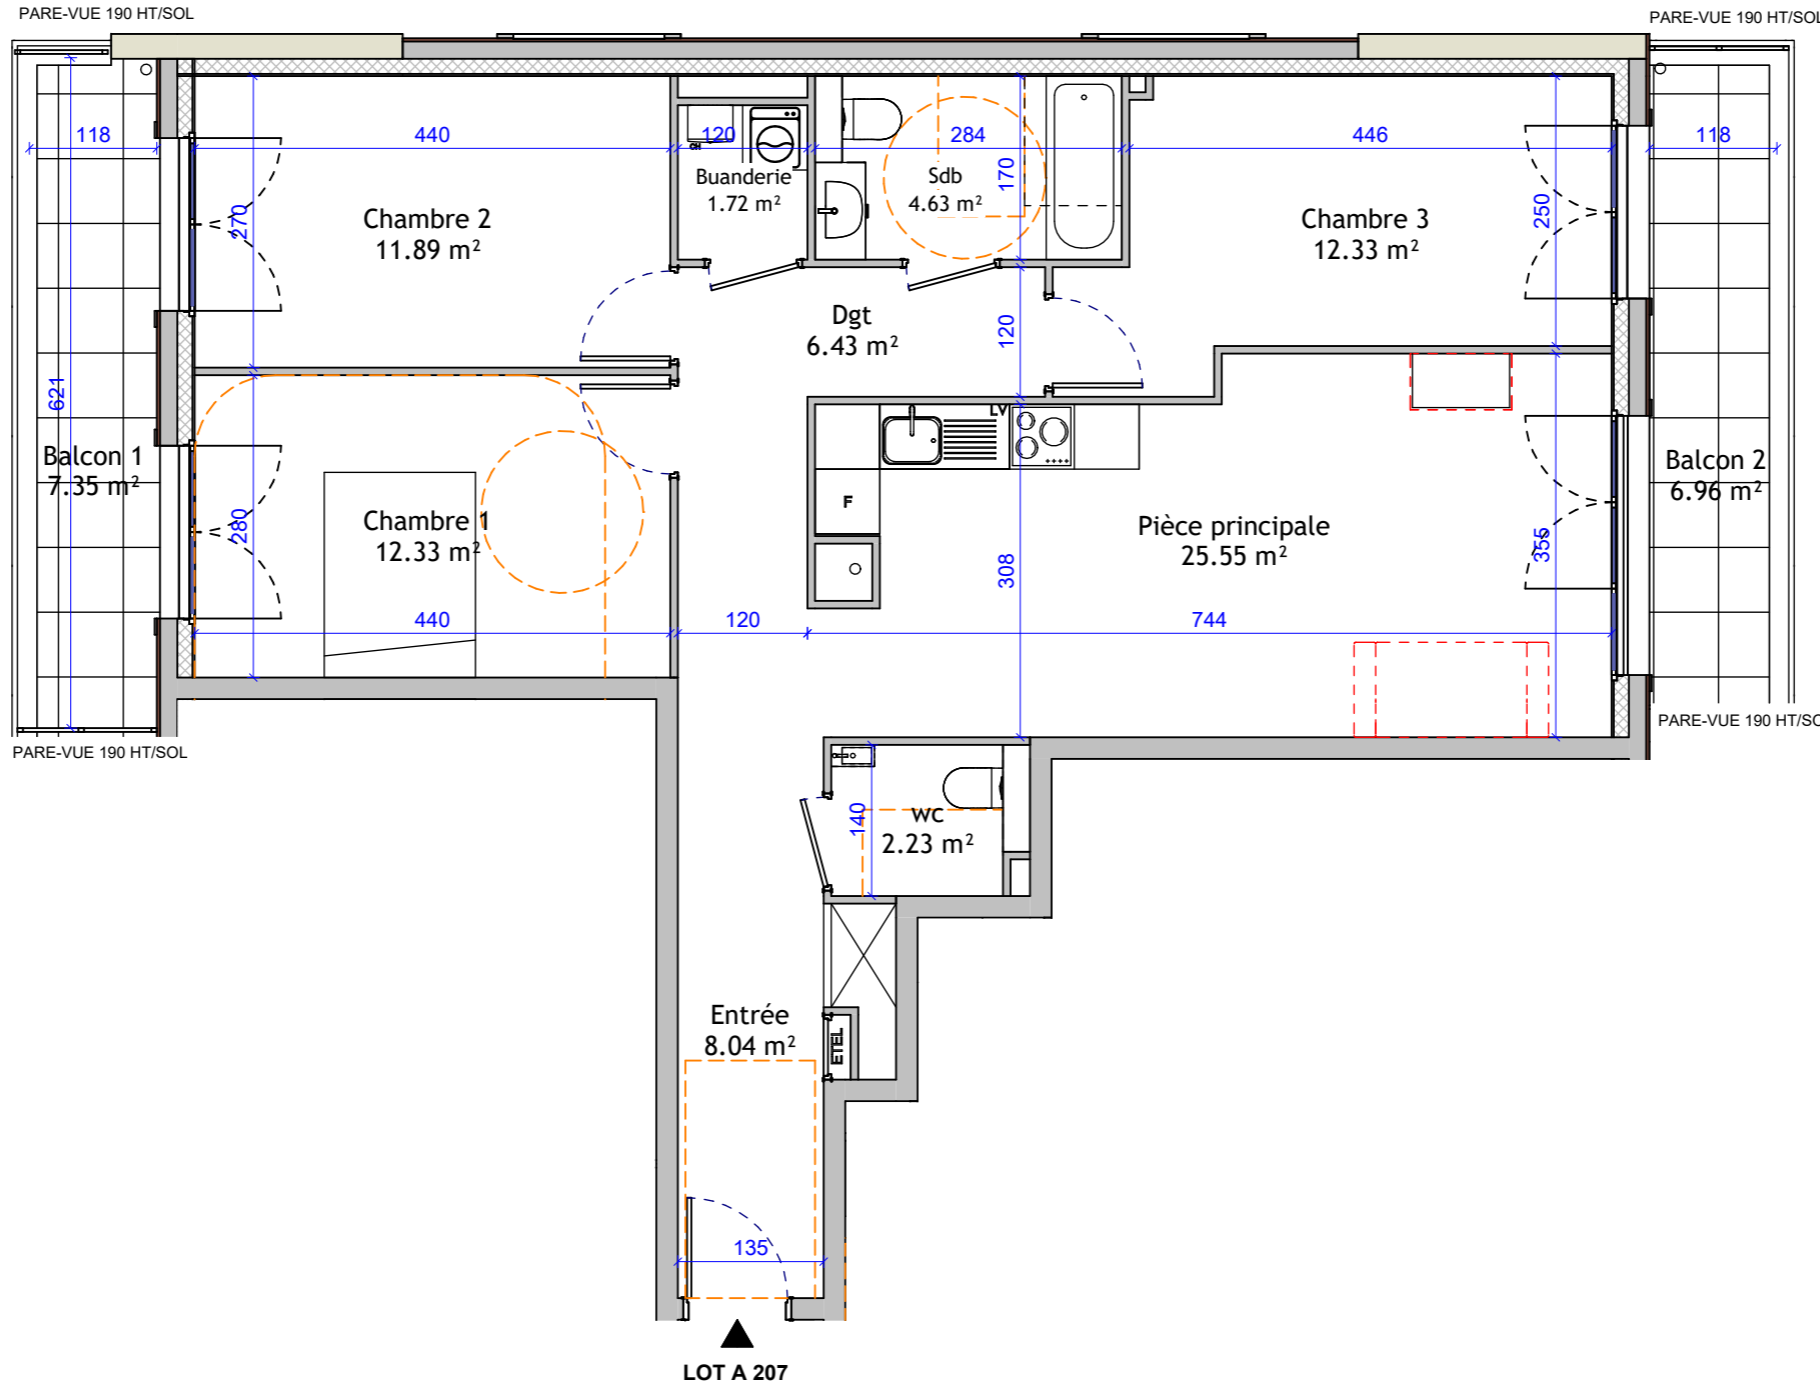 PARE-VUE 190 HT/SOL
PARE-VUE 190 HT/SOL
118
440
120
284
446
118
Buanderie
1.72 m²
Sdb
4.63 m²
170
Chambre 2
11.89 m²
270
Chambre 3
12.33 m²
250
Dgt
6.43 m²
120
621
Balcon 1
7.35 m²
LV
F
Balcon 2
6.96 m²
Chambre 1
12.33 m²
280
Pièce principale
25.55 m²
355
308
440
120
744
PARE-VUE 190 HT/SOL
PARE-VUE 190 HT/SO
140
wc
2.23 m²
Entrée
8.04 m²
ETEL
135
LOT A 207